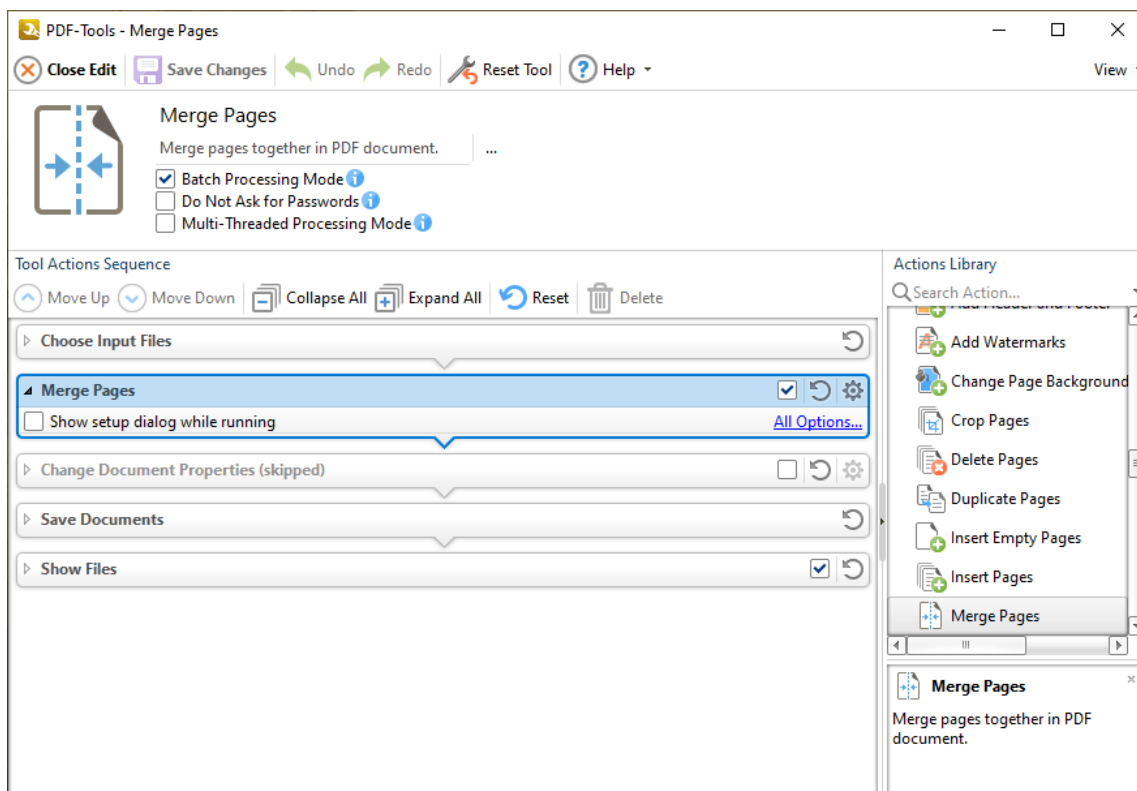 PDF-Tools - Merge Pages
Close Edit Save Changes Undo Redo Reset Tool ? Help View
Merge Pages
Merge pages together in PDF document. ...
Batch Processing Mode i
Do Not Ask for Passwords i
Multi-Threaded Processing Mode i
Tool Actions Sequence
Move Up Move Down Collapse All Expand All Reset Delete
Choose Input Files
Merge Pages
Show setup dialog while running All Options...
Change Document Properties (skipped)
Save Documents
Show Files
Actions Library
Search Action...
Add Header and Footer
Add Watermarks
Change Page Background
Crop Pages
Delete Pages
Duplicate Pages
Insert Empty Pages
Insert Pages
Merge Pages
Merge Pages
Merge pages together in PDF
document.